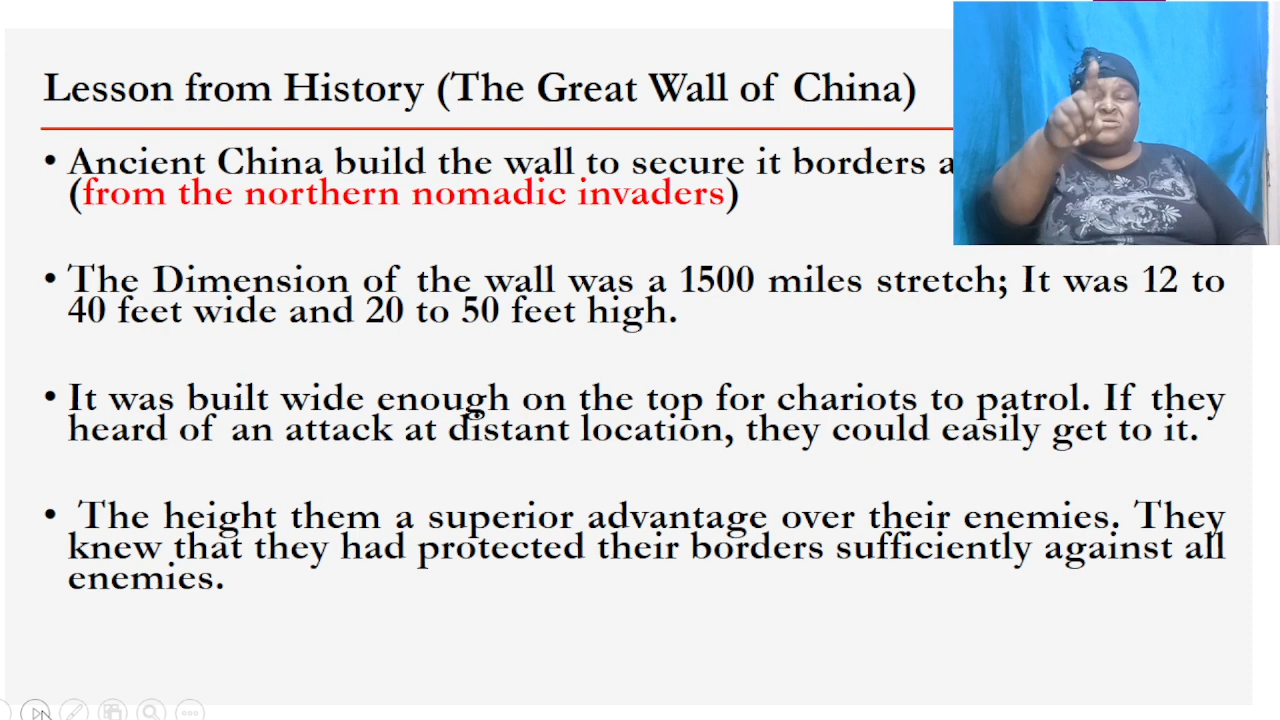 Lesson from History (The Great Wall of China)
• Ancient China build the wall to secure it borders
(from the northern nomadic invaders)
• The Dimension of the wall was a 1500 miles stretch; It was 12 to
40 feet wide and 20 to 50 feet high.
• It was built wide enough on the top for chariots to patrol. If they
heard of an attack at distant location, they could easily get to it.
• The height them a superior advantage over their enemies. They
knew that they had protected their borders sufficiently against all
enemies.